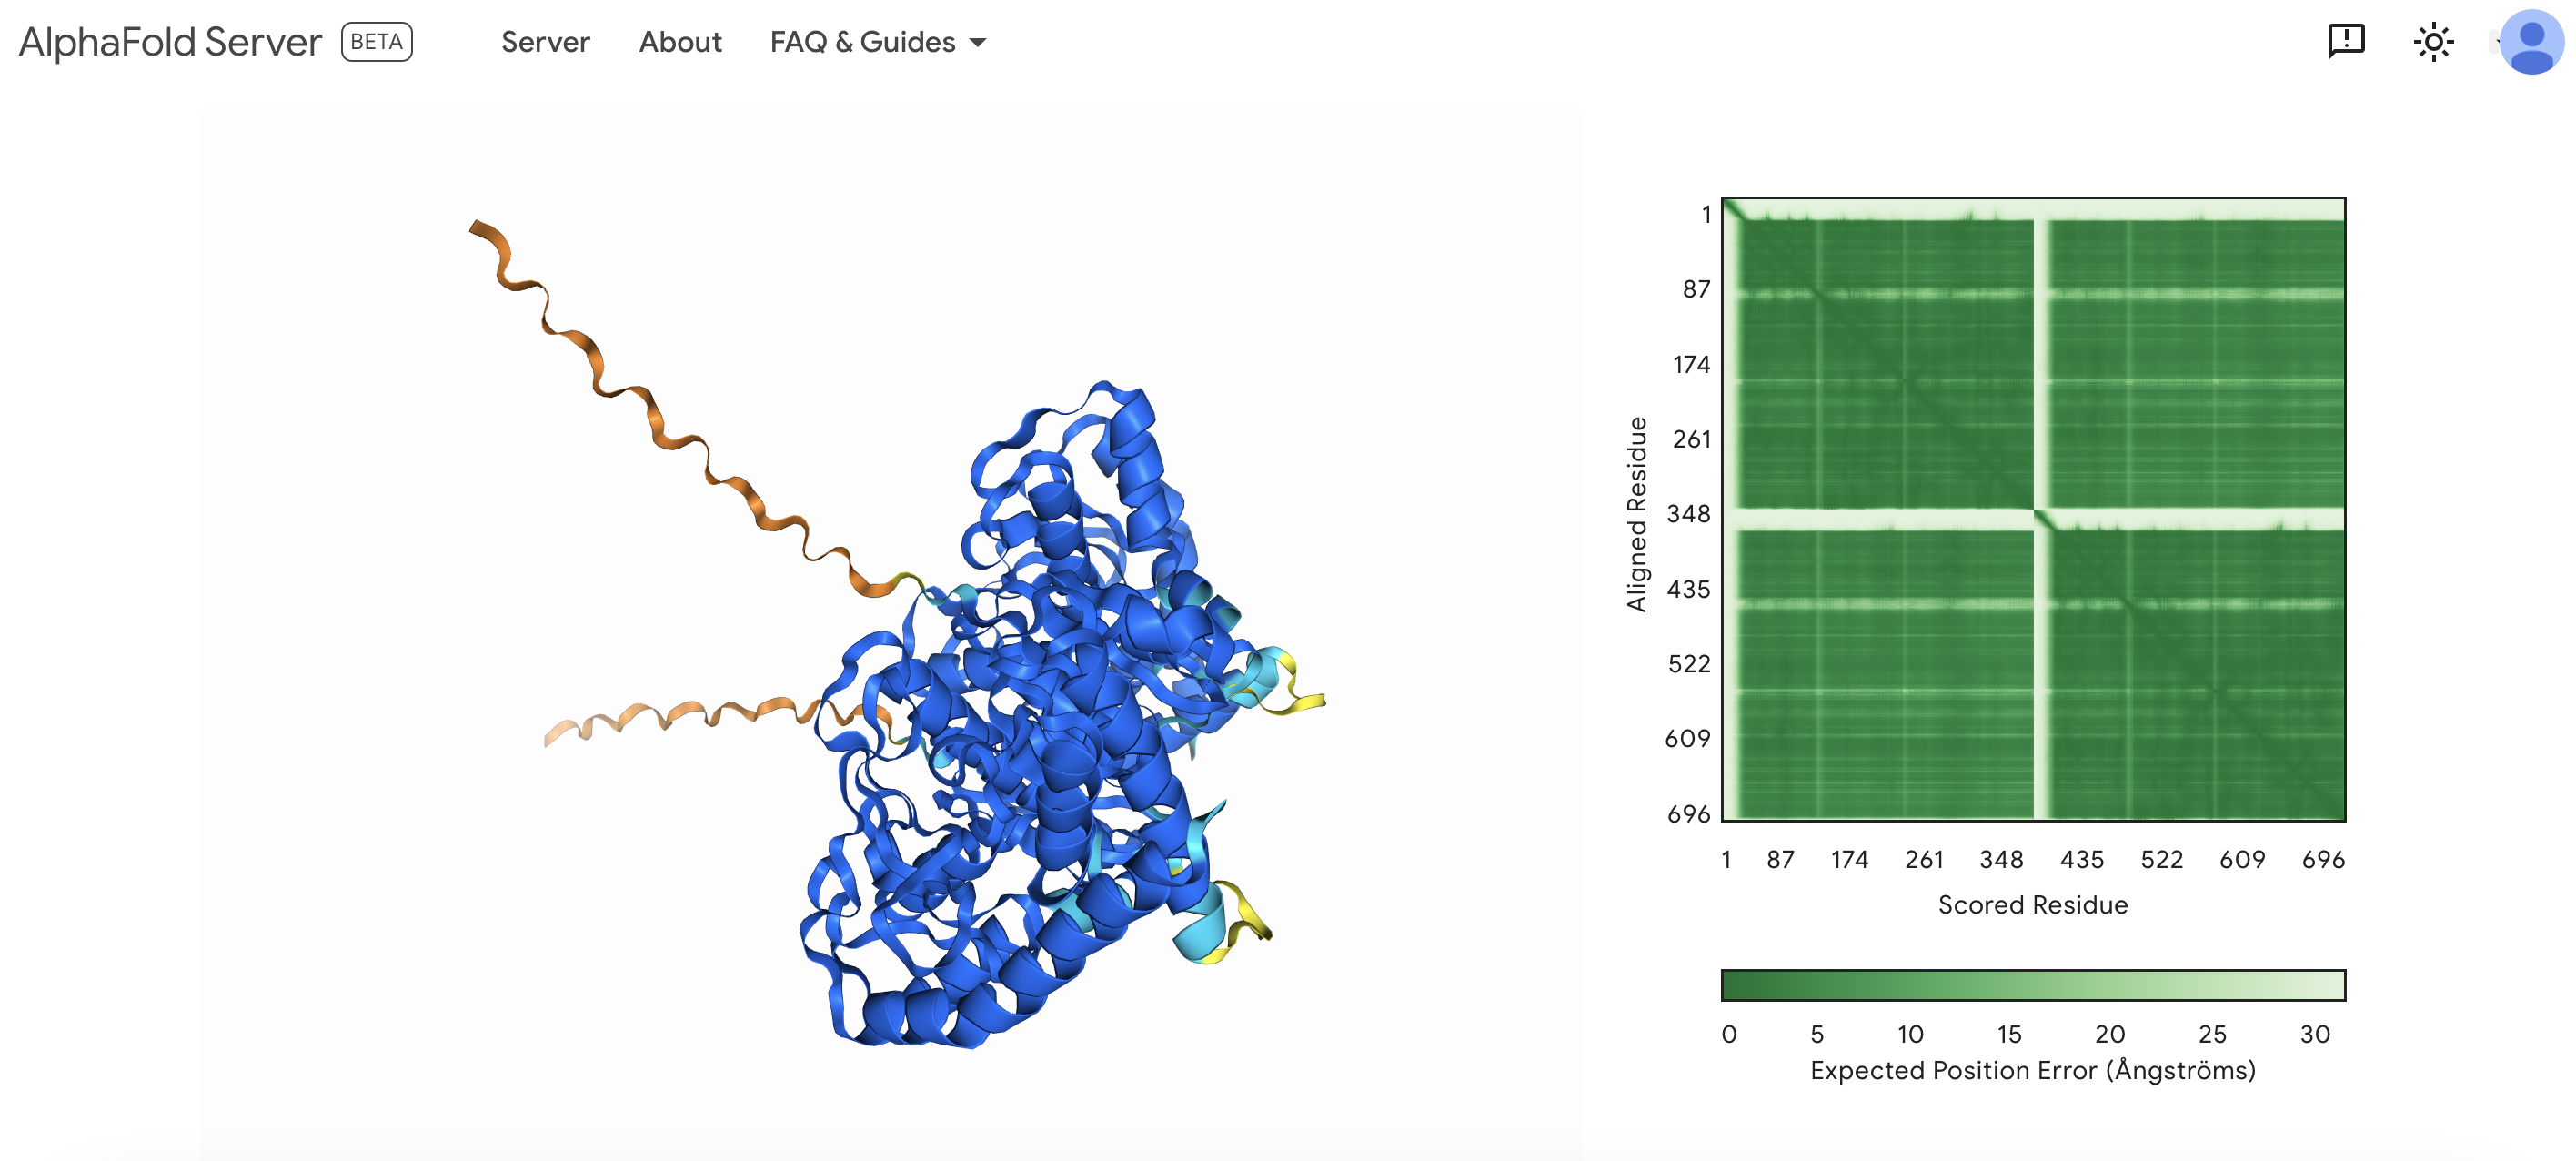 AlphaFold Server BETA Server About FAQ & Guides
Aligned Residue
1
87
174
261
348
435
522
609
696
1 87 174 261 348 435 522 609 696
Scored Residue
0 5 10 15 20 25 30
Expected Position Error (Ångströms)